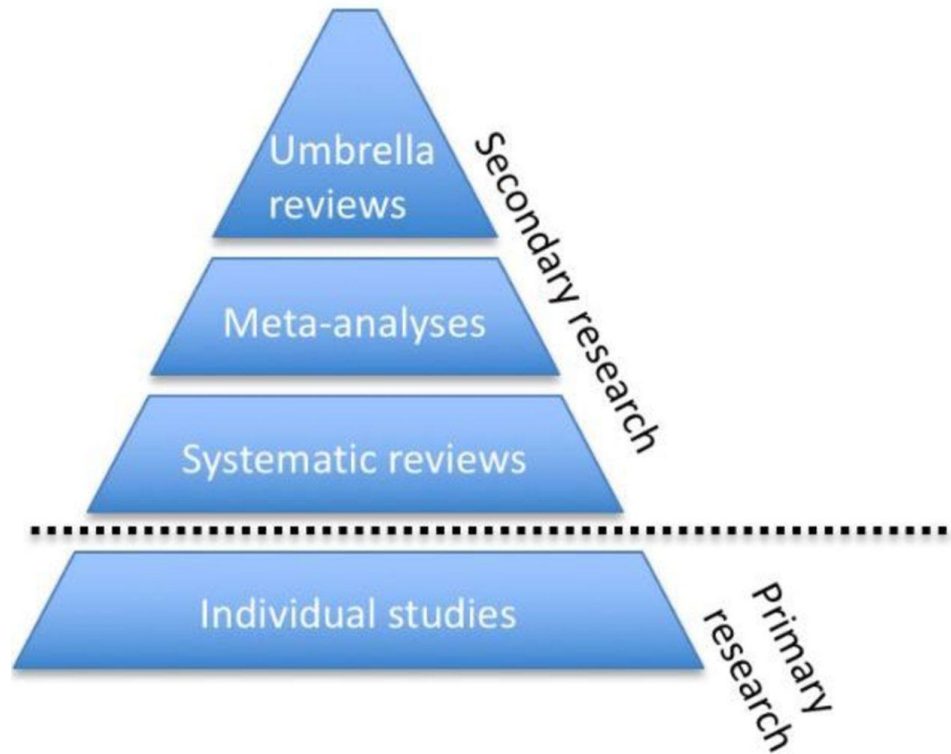 Umbrella
reviews
Secondary research
Meta-analyses
Systematic reviews
Individual studies
Primary
research